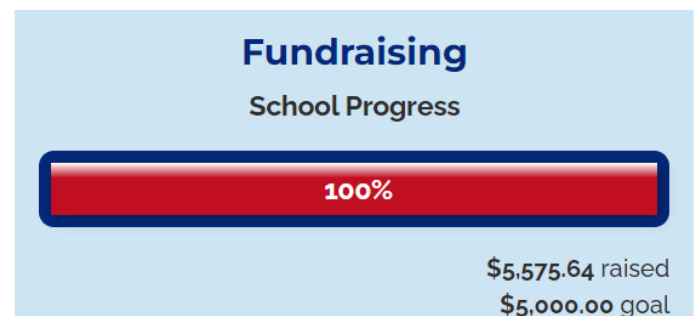 Fundraising
School Progress
100%
$5,575.64 raised
$5,000.00 goal